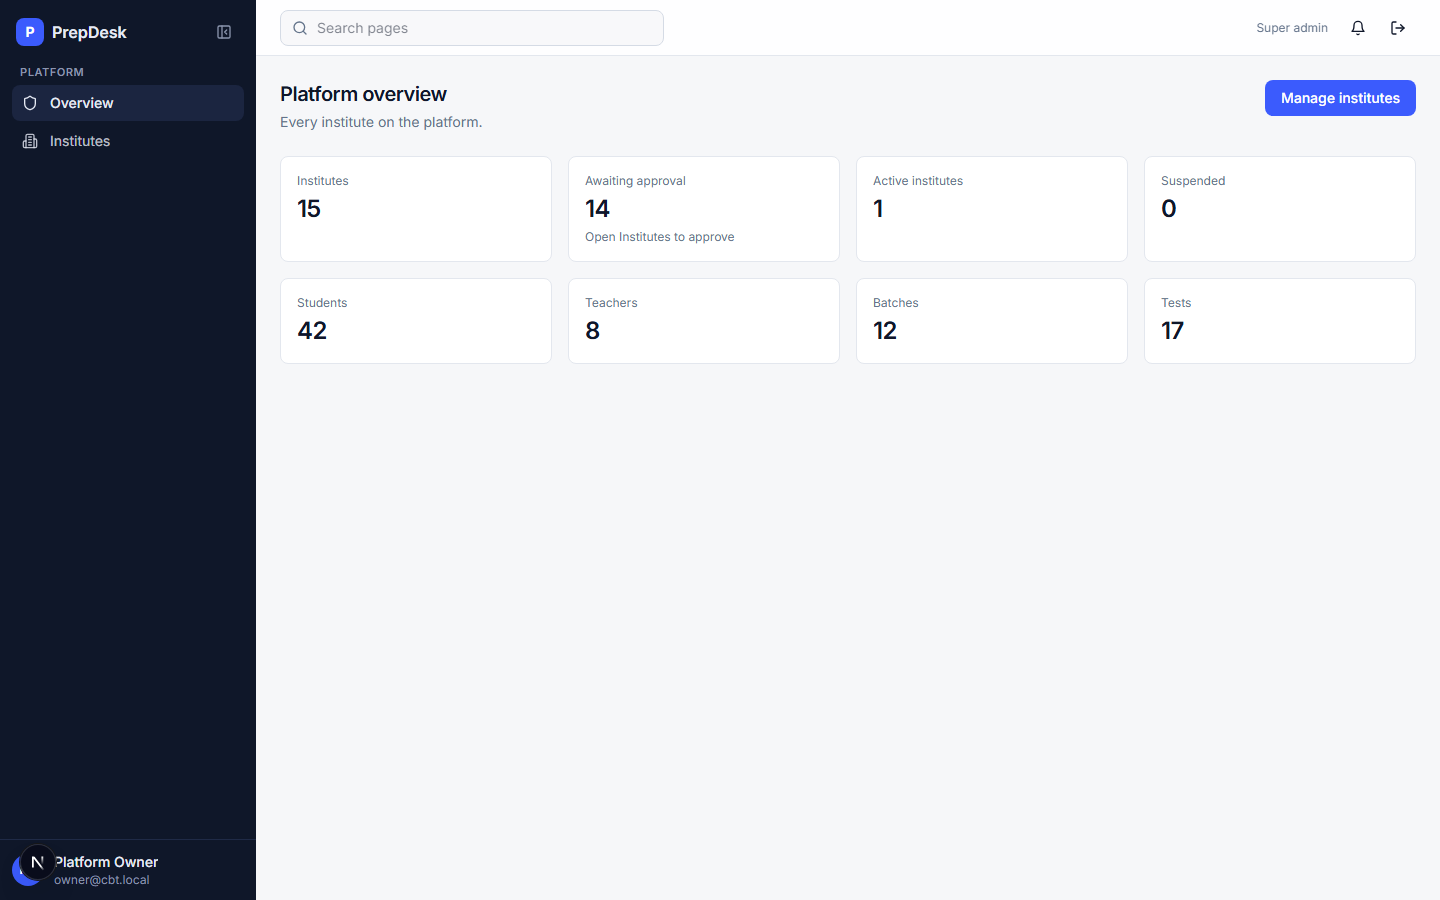 P PrepDesk
PLATFORM
Overview
Institutes
Search pages
Super admin
Platform overview
Every institute on the platform.
Manage institutes
Institutes
15
Awaiting approval
14
Open Institutes to approve
Active institutes
1
Suspended
0
Students
42
Teachers
8
Batches
12
Tests
17
N
Platform Owner
owner@cbt.local